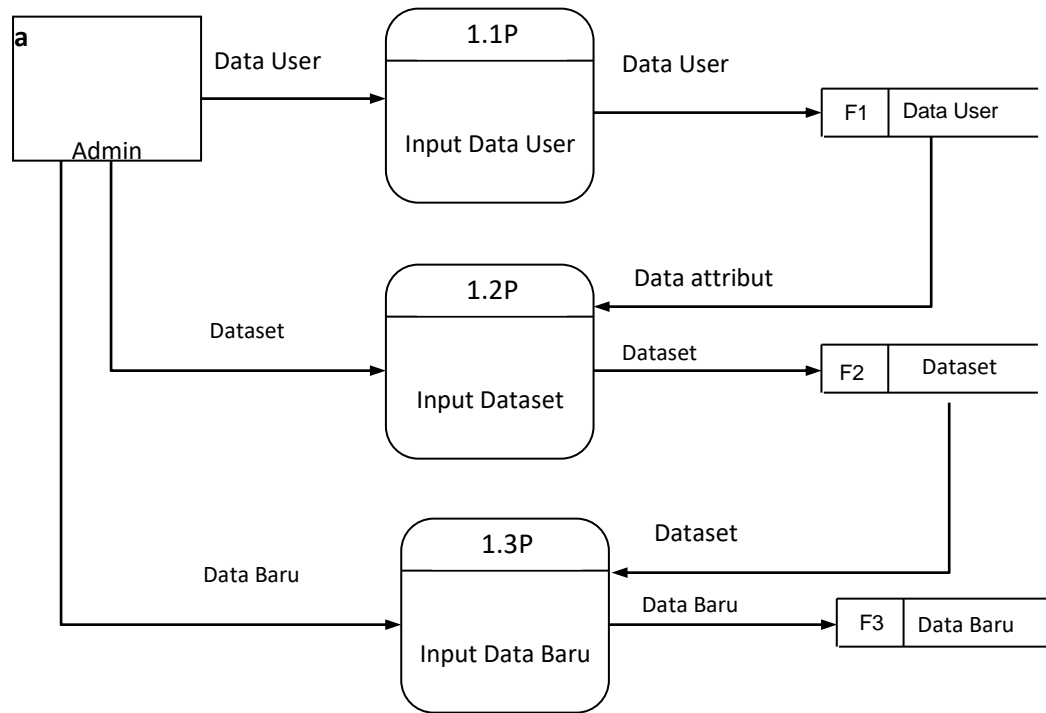 a
Admin
Data User
1.1P
Input Data User
Data User
F1
Data User
Data attribut
1.2P
Input Dataset
Dataset
Dataset
F2
Dataset
Dataset
1.3P
Input Data Baru
Data Baru
Data Baru
F3
Data Baru